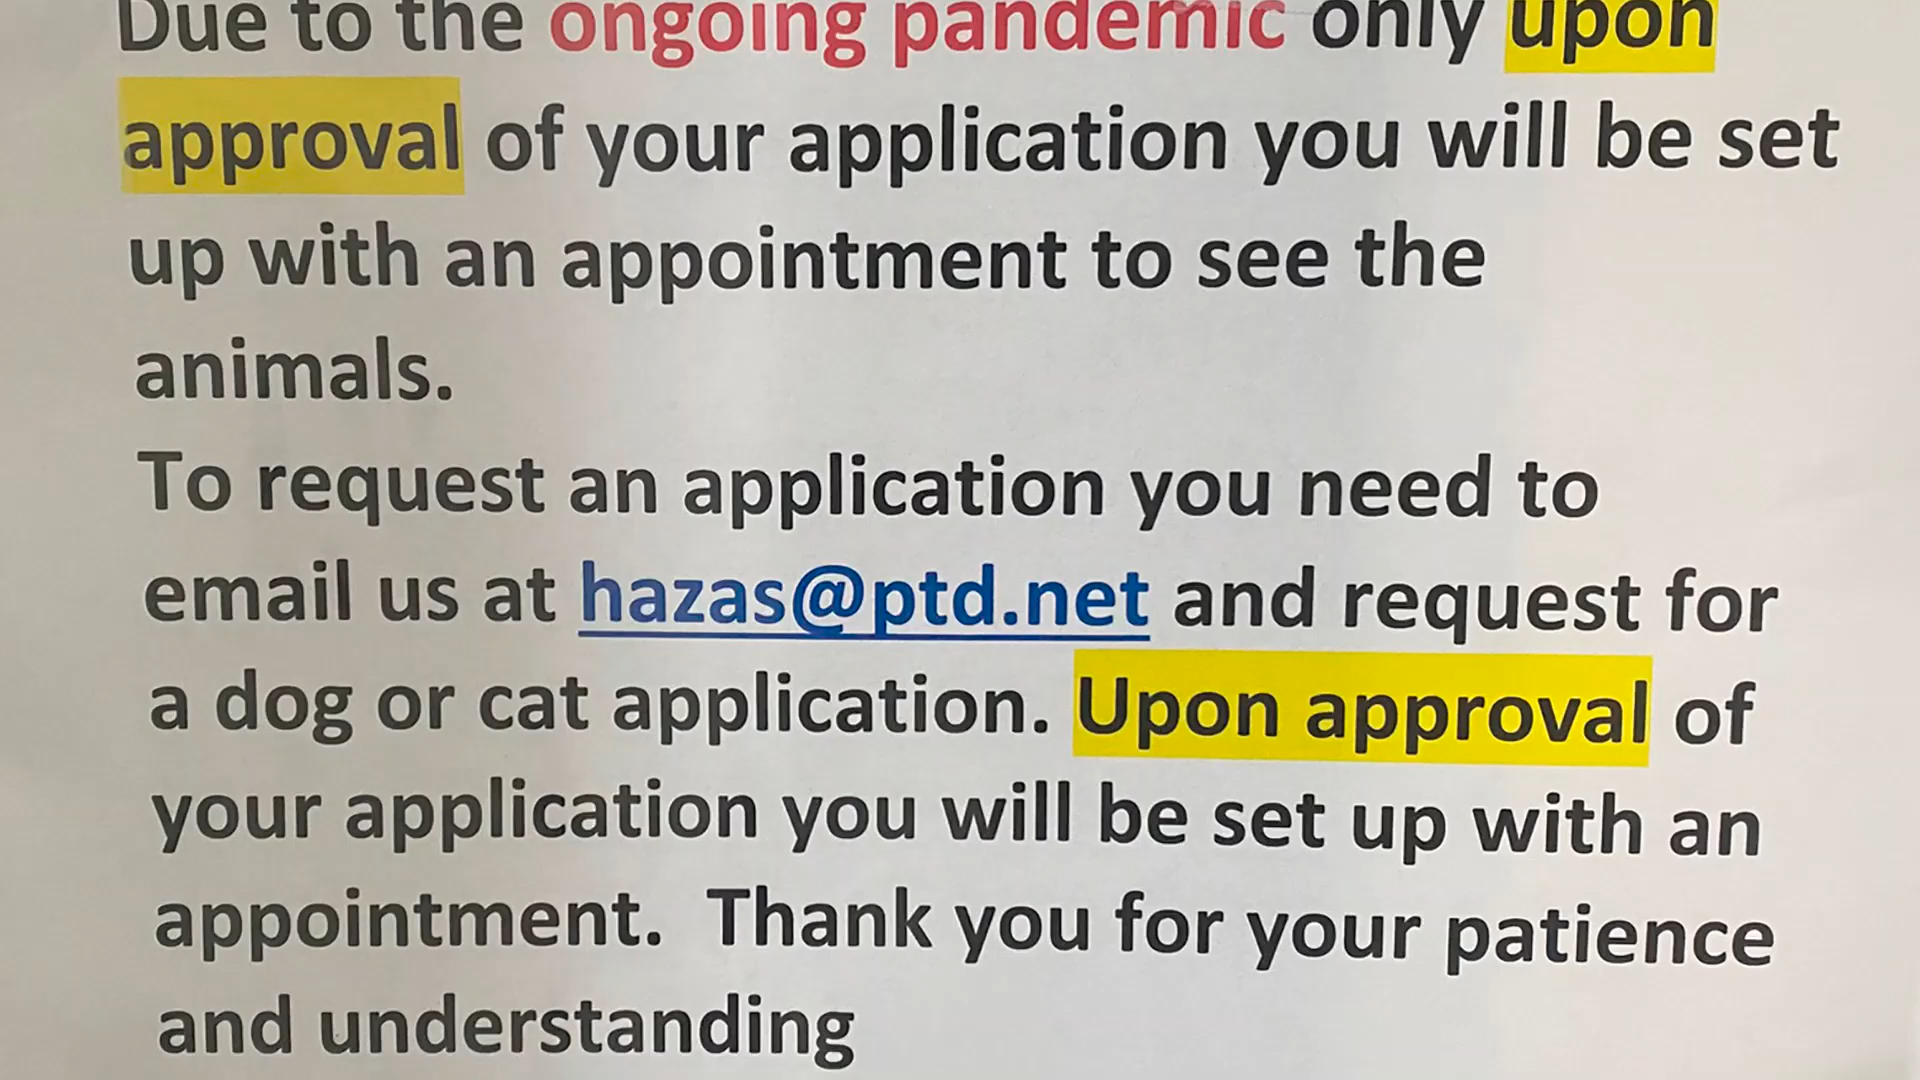 Due to the ongoing pandemic only upon
approval of your application you will be set
up with an appointment to see the
animals.
To request an application you need to
email us at hazas@ptd.net and request for
a dog or cat application. Upon approval of
your application you will be set up with an
appointment.  Thank you for your patience
and understanding